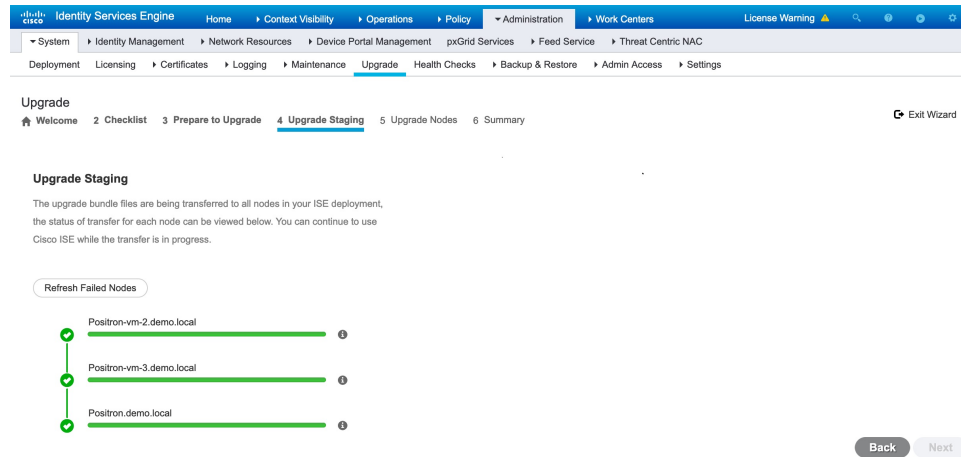 cisco Identity Services Engine Home Context Visibility Operations Policy Administration Work Centers License Warning
System Identity Management Network Resources Device Portal Management pxGrid Services Feed Service Threat Centric NAC
Deployment Licensing Certificates Logging Maintenance Upgrade Health Checks Backup & Restore Admin Access Settings
Upgrade
Welcome 2 Checklist 3 Prepare to Upgrade 4 Upgrade Staging 5 Upgrade Nodes 6 Summary Exit Wizard
Upgrade Staging
The upgrade bundle files are being transferred to all nodes in your ISE deployment,
the status of transfer for each node can be viewed below. You can continue to use
Cisco ISE while the transfer is in progress.
Refresh Failed Nodes
Positron-vm-2.demo.local
Positron-vm-3.demo.local
Positron.demo.local
Back Next